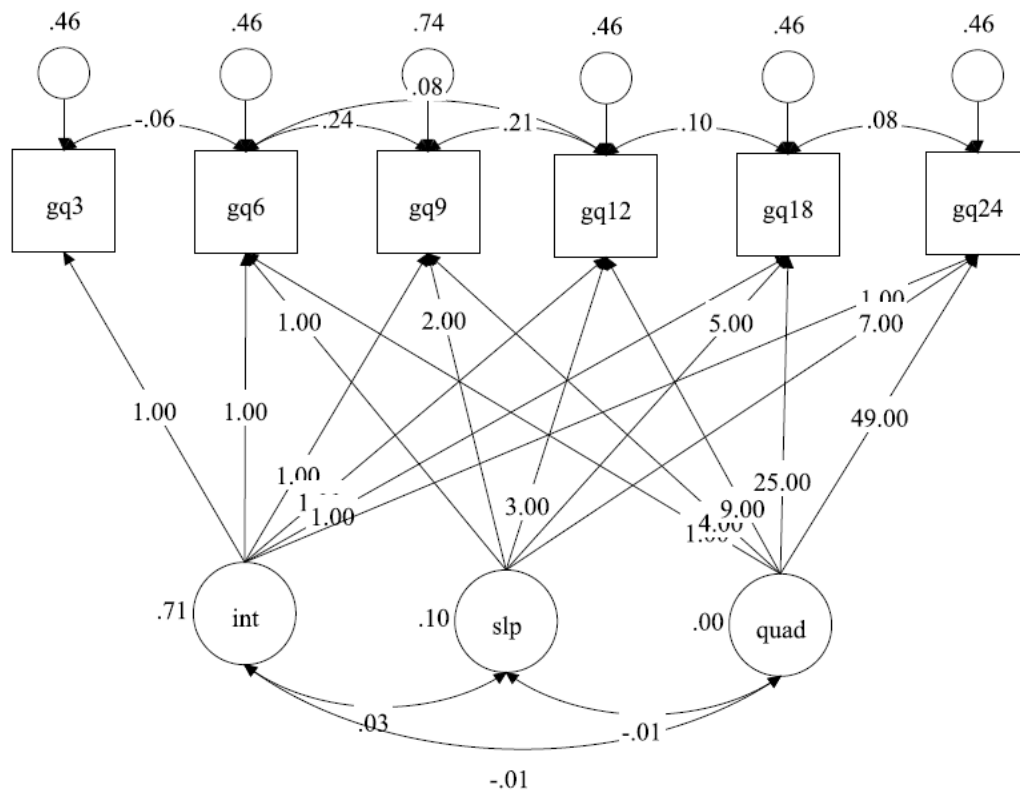 .46 .46 .74 .46 .46 .46
.08
-.06 .24 .21 .10 .08
gq3 gq6 gq9 gq12 gq18 gq24
1.00
1.00 2.00 5.00 7.00
1.00 1.00 49.00
1.00
25.00
1.00 3.00 9.00
4.00
1.00
.71 int .10 slp .00 quad
.03 -.01
-.01